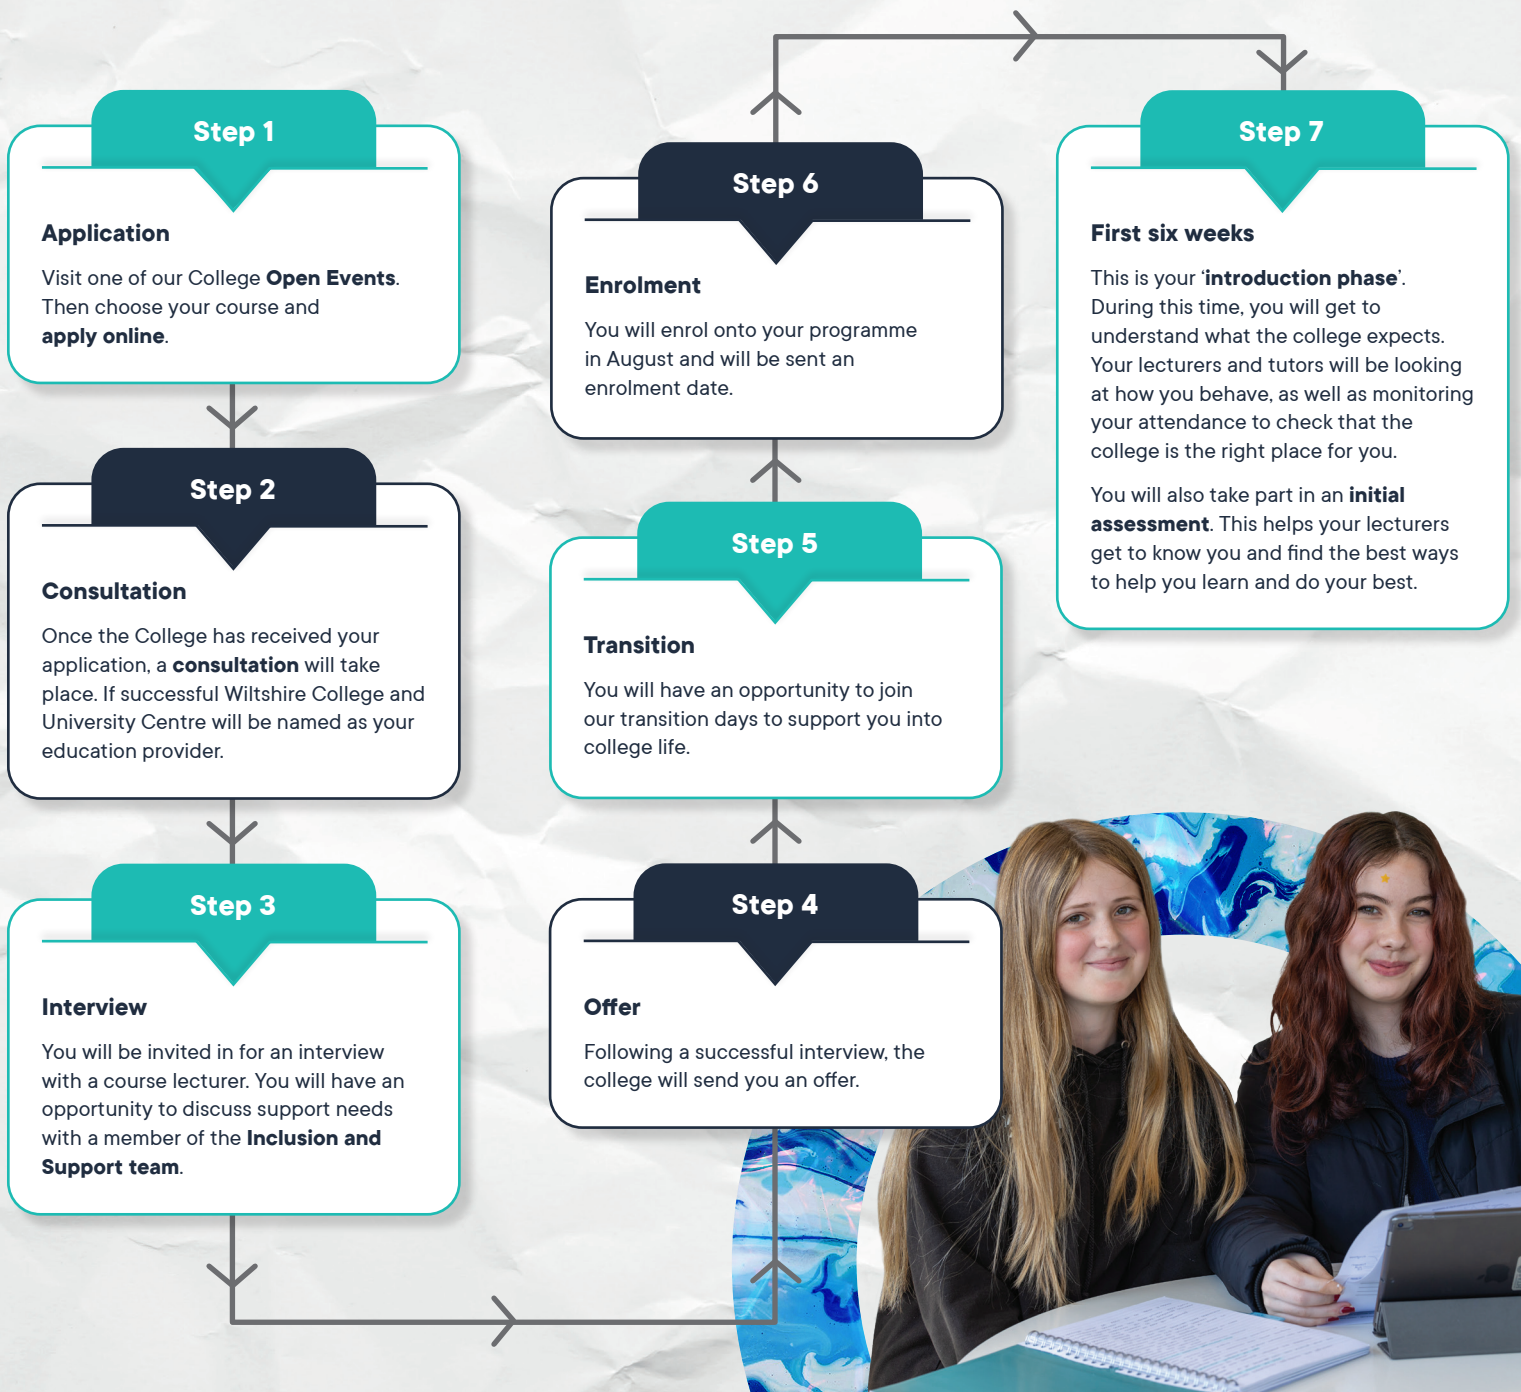 Step 1
Application
Visit one of our College Open Events.
Then choose your course and
apply online.
Step 2
Consultation
Once the College has received your
application, a consultation will take
place. If successful Wiltshire College and
University Centre will be named as your
education provider.
Step 3
Interview
You will be invited in for an interview
with a course lecturer. You will have an
opportunity to discuss support needs
with a member of the Inclusion and
Support team.
Step 4
Offer
Following a successful interview, the
college will send you an offer.
Step 5
Transition
You will have an opportunity to join
our transition days to support you into
college life.
Step 6
Enrolment
You will enrol onto your programme
in August and will be sent an
enrolment date.
Step 7
First six weeks
This is your ‘introduction phase’.
During this time, you will get to
understand what the college expects.
Your lecturers and tutors will be looking
at how you behave, as well as monitoring
your attendance to check that the
college is the right place for you.
You will also take part in an initial
assessment. This helps your lecturers
get to know you and find the best ways
to help you learn and do your best.